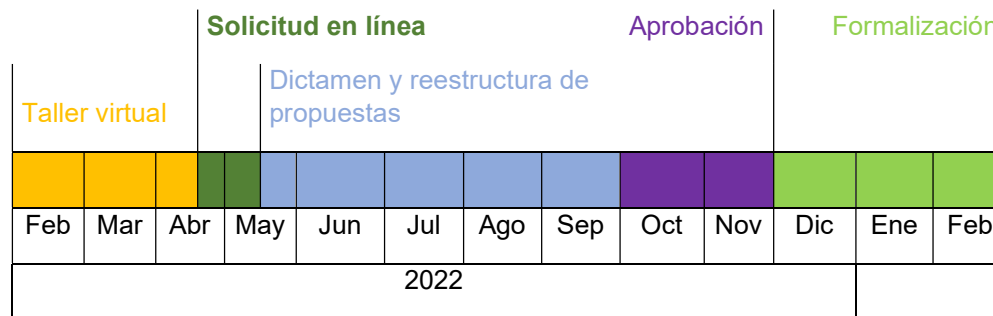 Solicitud en línea Aprobación Formalización
Dictamen y reestructura de
Taller virtual propuestas
Feb Mar Abr May Jun Jul Ago Sep Oct Nov Dic Ene Feb
2022